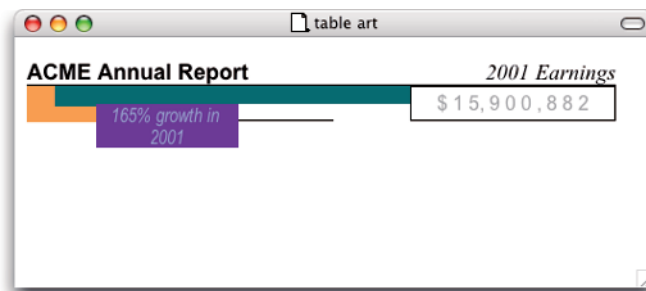 table art
ACME Annual Report
2001 Earnings
$15,900,882
165% growth in
2001